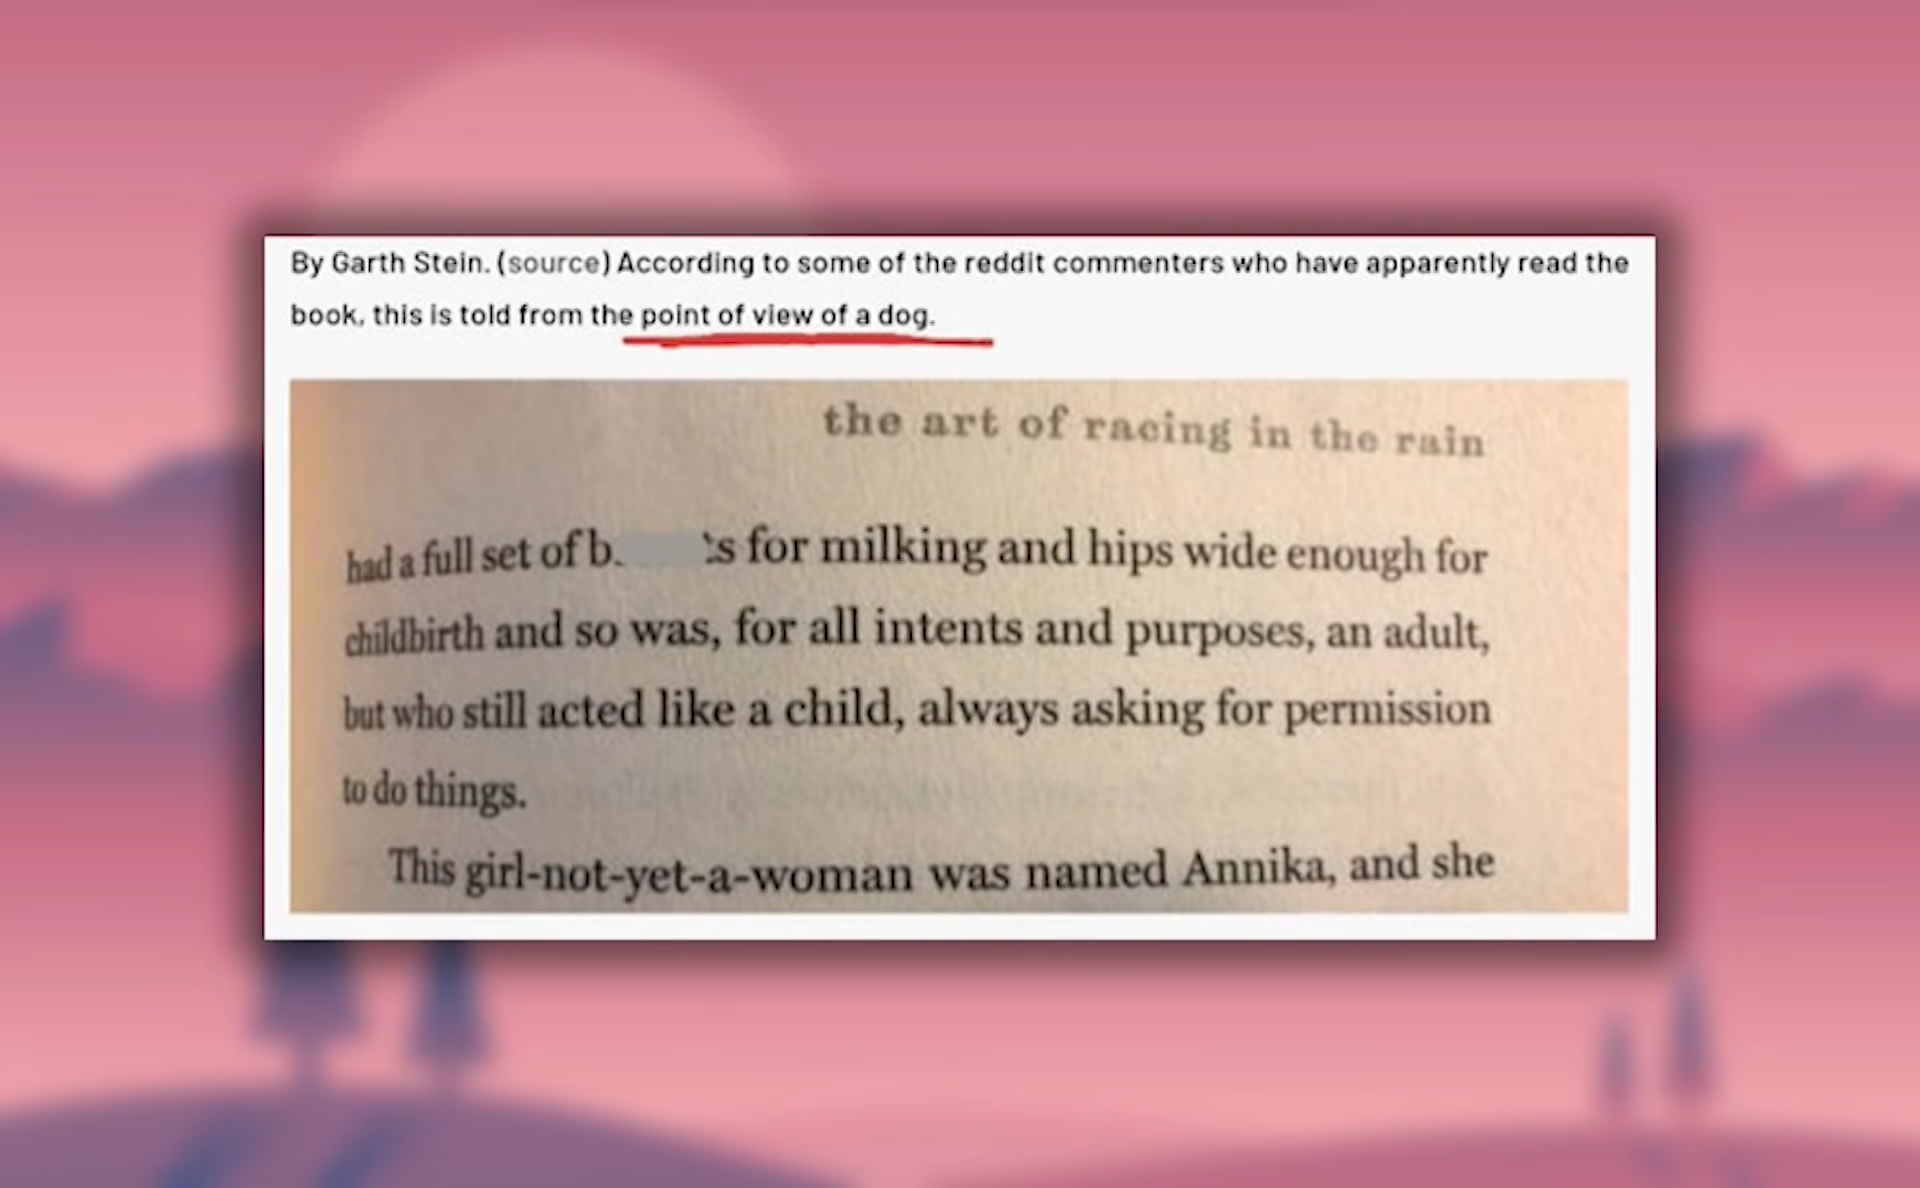 By Garth Stein. (source) According to some of the reddit commenters who have apparently read the
book, this is told from the point of view of a dog.
the art of racing in the rain
had a full set of b. :s for milking and hips wide enough for
childbirth and so was, for all intents and purposes, an adult,
but who still acted like a child, always asking for permission
to do things.
This girl-not-yet-a-woman was named Annika, and she